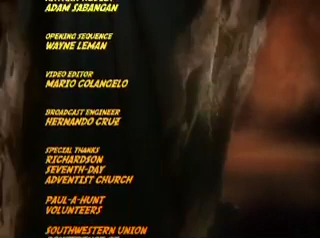 ADAM SABANGAN
OPENING SEQUENCE
WAYNE LEMAN
VIDEO EDITOR
MARIO COLANGELO
BROADCAST ENGINEER
HERNANDO CRUZ
SPECIAL THANKS
RICHARDSON
SEVENTH-DAY
ADVENTIST CHURCH
PAUL-A-HUNT
VOLUNTEERS
SOUTHWESTERN UNION